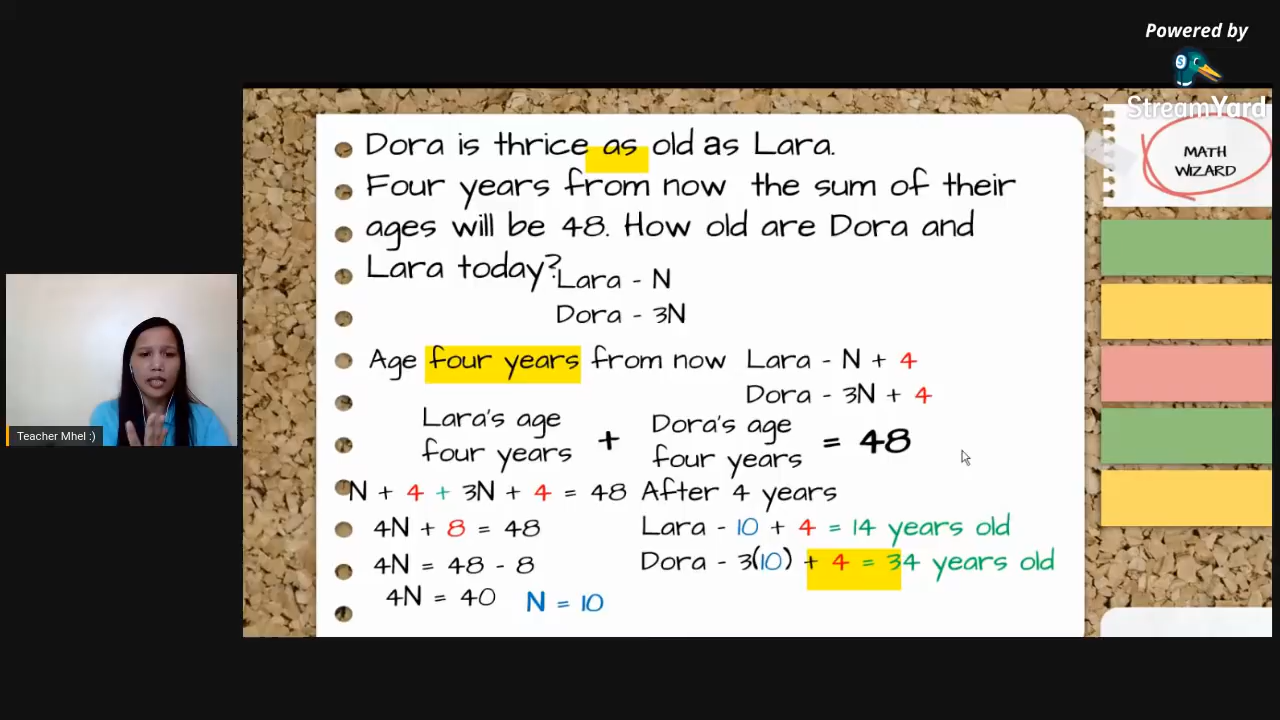 Powered by
StreamYard
MATH
WIZARD
Dora is thrice as old as Lara.
Four years from now the sum of their
ages will be 48. How old are Dora and
Lara today?
Lara - N
Dora - 3N
Age four years from now
Lara - N + 4
Dora - 3N + 4
Lara's age
four years
+
Dora's age
four years
= 48
N + 4 + 3N + 4 = 48
4N + 8 = 48
4N = 48 - 8
4N = 40
N = 10
After 4 years
Lara - 10 + 4 = 14 years old
Dora - 3(10) + 4 = 34 years old
Teacher Mhel :)